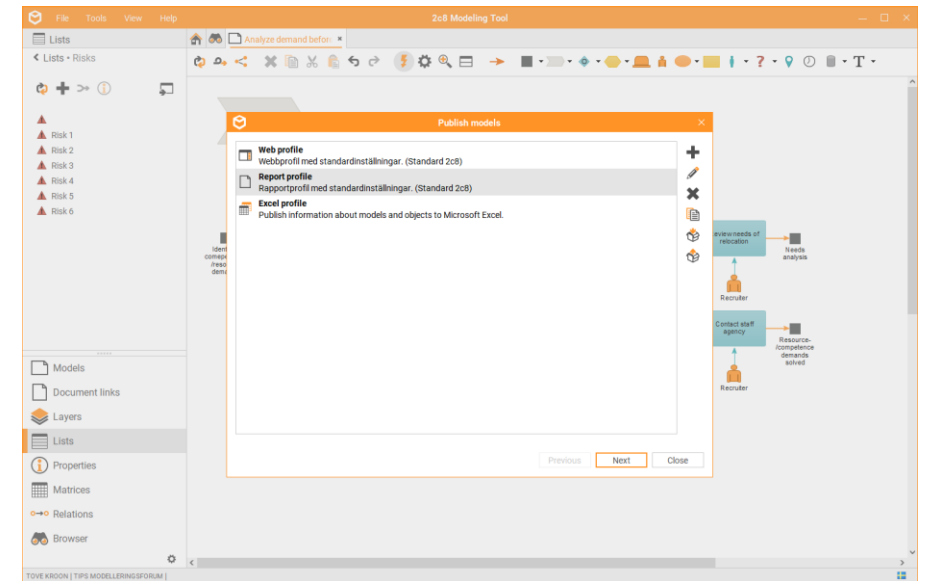 File Tools View Help
2c8 Modeling Tool
Lists
Analyze demand before
Lists • Risks
T
Risk 1
Risk 2
Risk 3
Risk 4
Risk 5
Risk 6
Publish models
Web profile
Webbprofil med standardinställningar. (Standard 2c8)
Report profile
Rapportprofil med standardinställningar. (Standard 2c8)
Excel profile
Publish information about models and objects to Microsoft Excel.
Previous Next Close
eview needs of
relocation
Needs
analysis
Recruiter
Contact staff
agency
Resource-
/competence
demands
solved
Recruiter
Models
Document links
Layers
Lists
Properties
Matrices
Relations
Browser
TOVE KROON | TIPS MODELLERINGSFORUM |